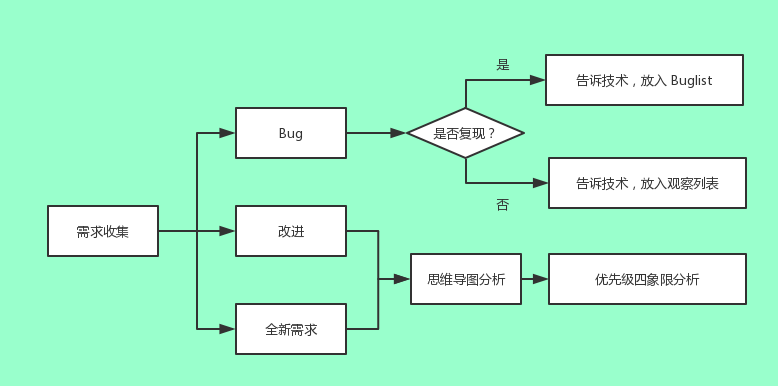 是
告诉技术，放入 Buglist
Bug
是否复现？
告诉技术，放入观察列表
否
需求收集
改进
思维导图分析
优先级四象限分析
全新需求